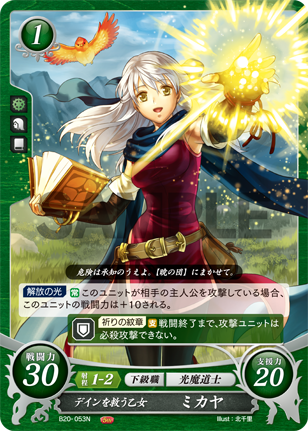 1
SAMPLE
危険は承知のうえよ。【暁の団】にまかせて。
解放の光 常 このユニットが相手の主人公を攻撃している場合、
このユニットの戦闘力は＋10される。
祈りの紋章 支 戦闘終了まで、攻撃ユニットは
必殺攻撃できない。
戦闘力 30 射程 1-2 下級職 光魔道士 支援力 20
デインを救う乙女 ミカヤ
B20-053N Illust：北千里